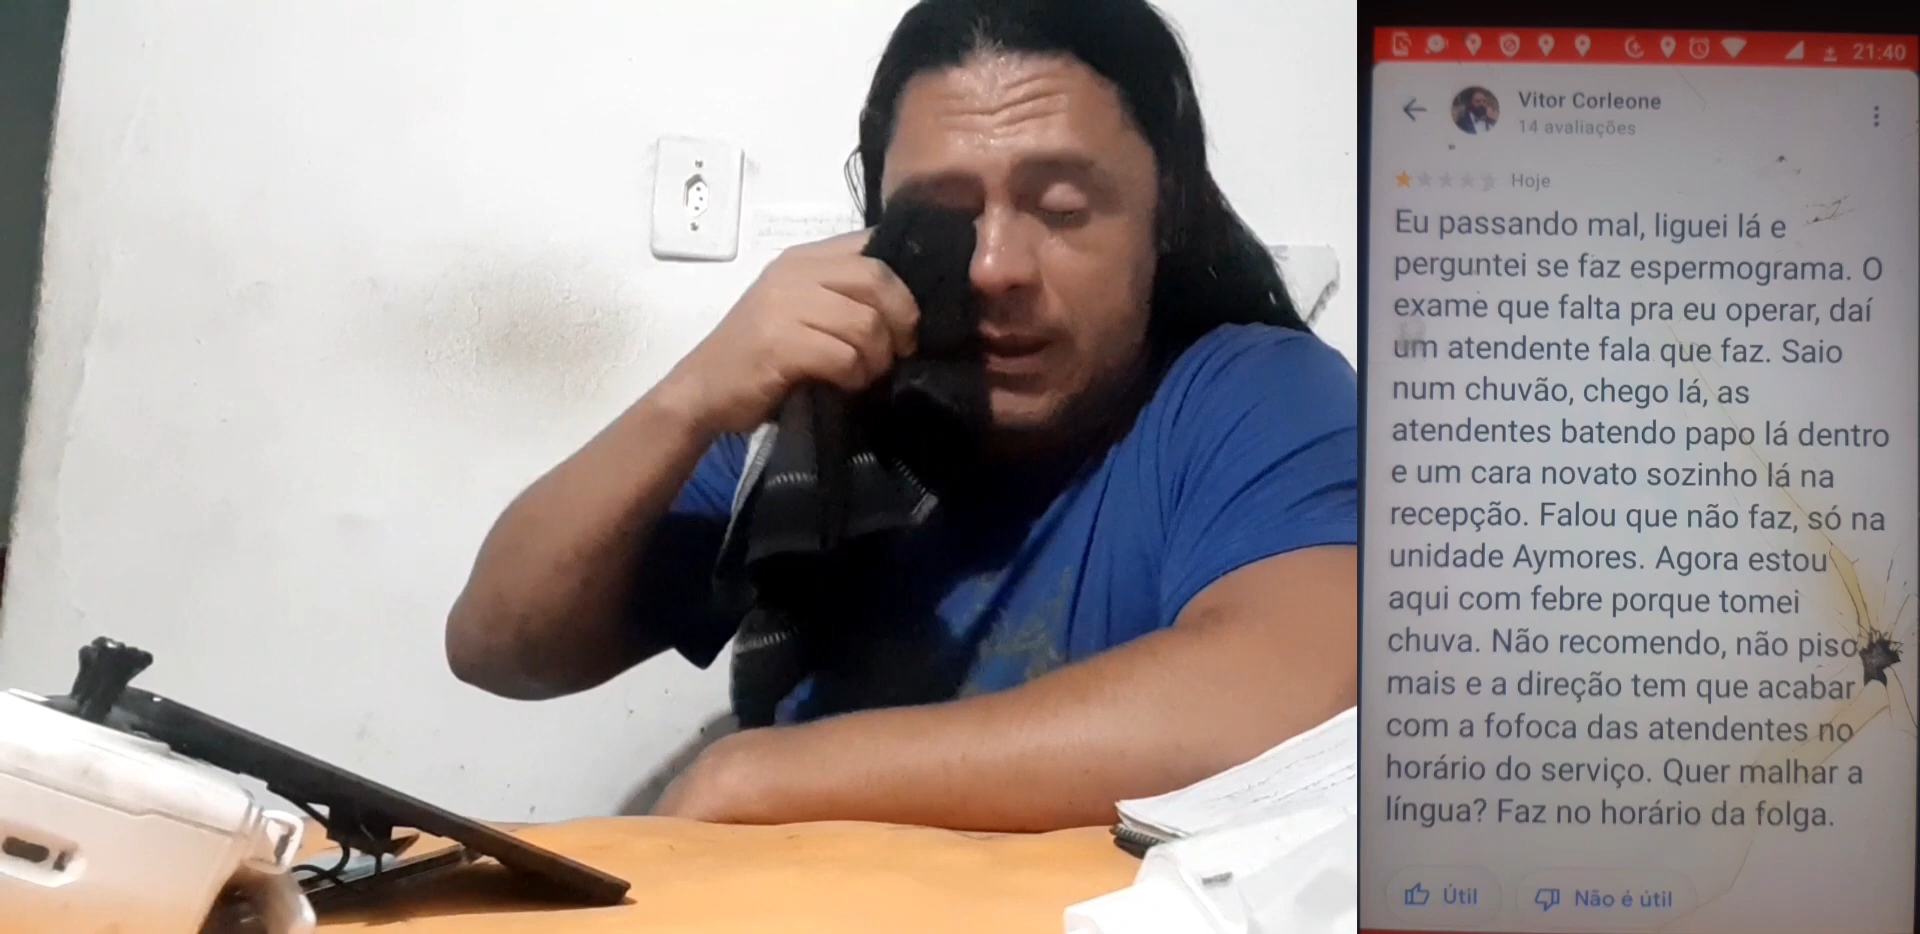 21:40
Vitor Corleone
14 avaliações
Hoje
Eu passando mal, liguei lá e
perguntei se faz espermograma. O
exame que falta pra eu operar, daí
um atendente fala que faz. Saio
num chuvão, chego lá, as
atendentes batendo papo lá dentro
e um cara novato sozinho lá na
recepção. Falou que não faz, só na
unidade Aymores. Agora estou
aqui com febre porque tomei
chuva. Não recomendo, não piso
mais e a direção tem que acabar
com a fofoca das atendentes no
horário do serviço. Quer malhar a
língua? Faz no horário da folga.
Útil
Não é útil